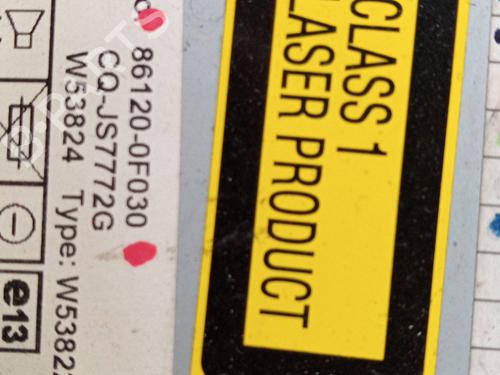 86120-0F030
CQ-JS7772G
W53824 Type: W5382
e13
CLASS 1
LASER PRODUCT